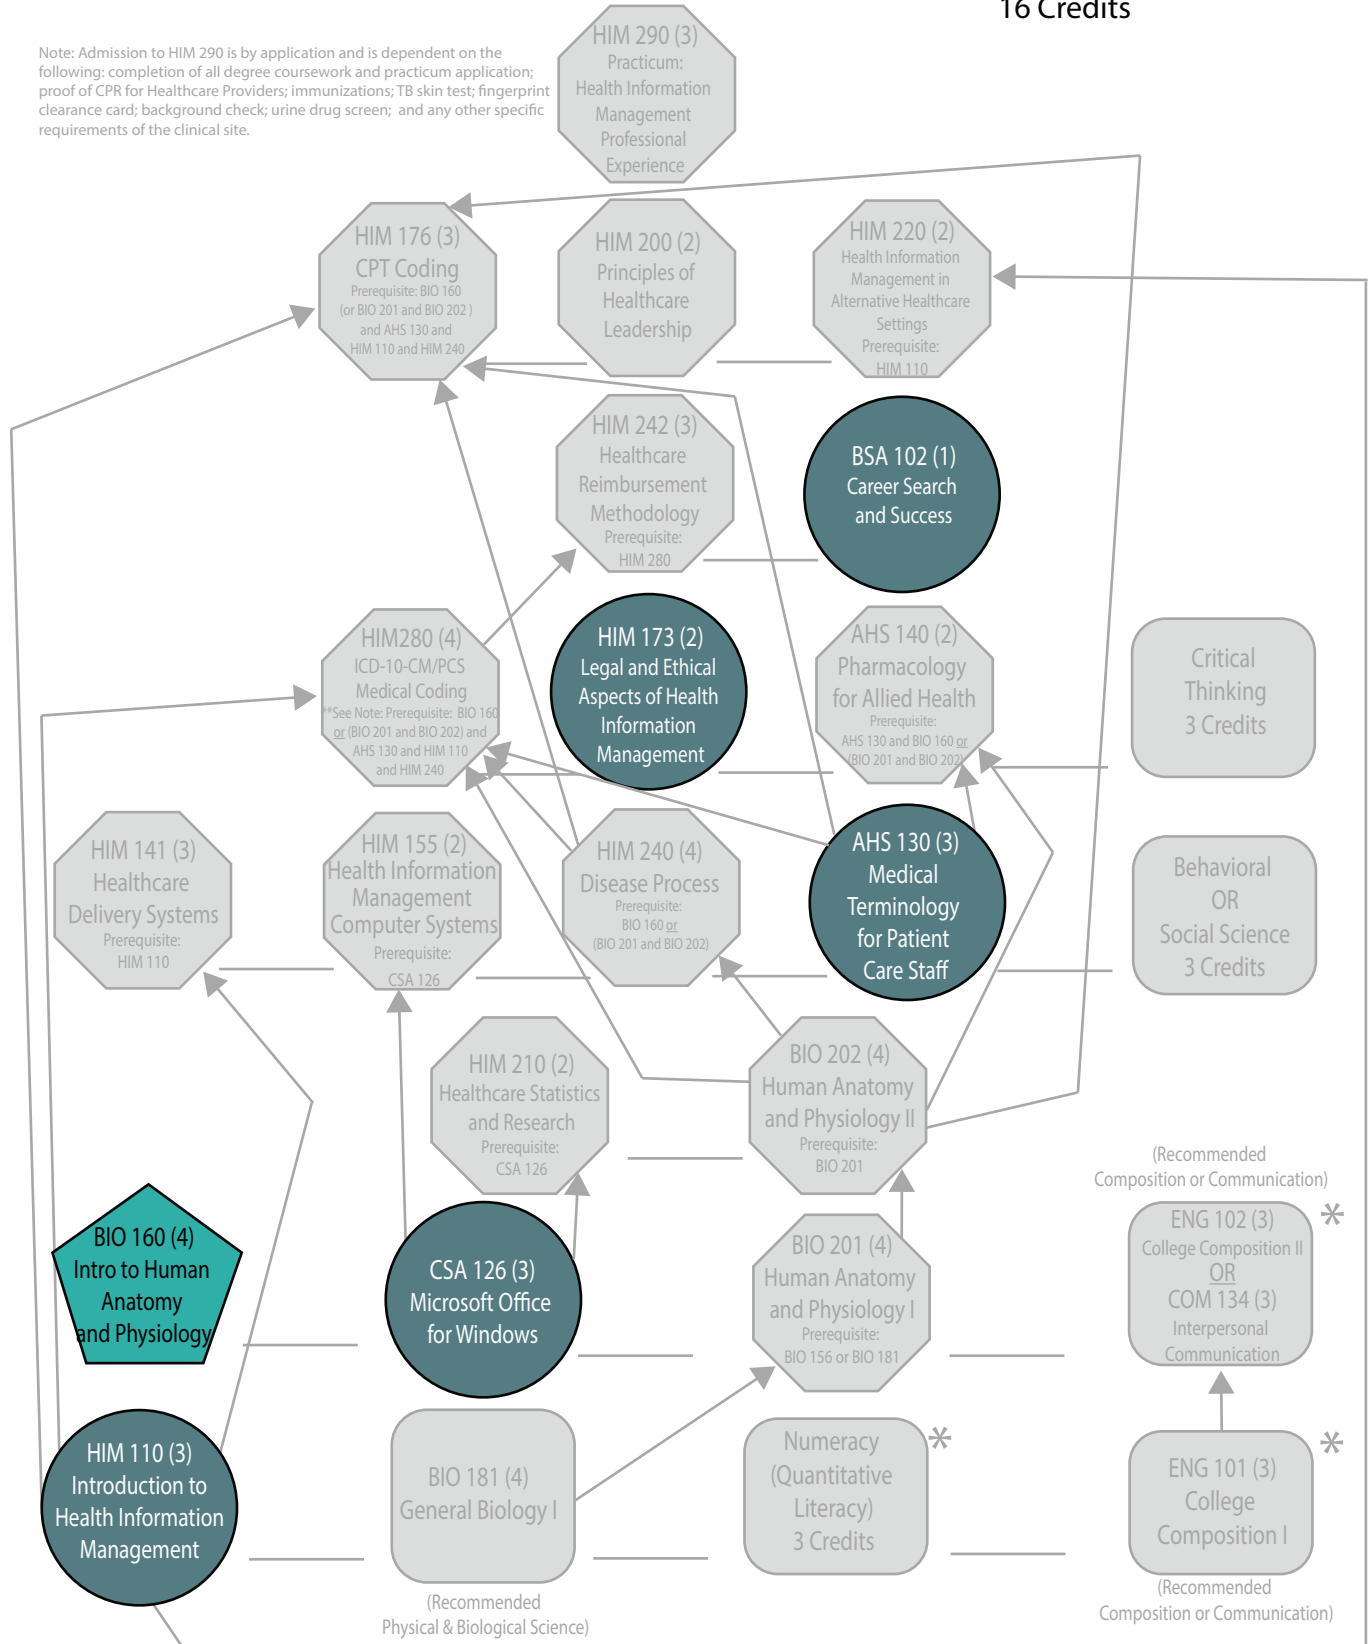 16 Credits
Note: Admission to HIM 290 is by application and is dependent on the
following: completion of all degree coursework and practicum application;
proof of CPR for Healthcare Providers; immunizations; TB skin test; fingerprint
clearance card; background check; urine drug screen;  and any other specific
requirements of the clinical site.
HIM 290 (3)
Practicum:
Health Information
Management
Professional
Experience
HIM 176 (3)
CPT Coding
Prerequisite: BIO 160
(or BIO 201 and BIO 202 )
and AHS 130 and
HIM 110 and HIM 240
HIM 200 (2)
Principles of
Healthcare
Leadership
HIM 220 (2)
Health Information
Management in
Alternative Healthcare
Settings
Prerequisite:
HIM 110
HIM 242 (3)
Healthcare
Reimbursement
Methodology
Prerequisite:
HIM 280
BSA 102 (1)
Career Search
and Success
HIM280 (4)
ICD-10-CM/PCS
Medical Coding
**See Note: Prerequisite:  BIO 160
or (BIO 201 and BIO 202) and
AHS 130 and HIM 110
and HIM 240
HIM 173 (2)
Legal and Ethical
Aspects of Health
Information
Management
AHS 140 (2)
Pharmacology
for Allied Health
Prerequisite:
AHS 130 and BIO 160 or
(BIO 201 and BIO 202)
Critical
Thinking
3 Credits
HIM 141 (3)
Healthcare
Delivery Systems
Prerequisite:
HIM 110
HIM 155 (2)
Health Information
Management
Computer Systems
Prerequisite:
CSA 126
HIM 240 (4)
Disease Process
Prerequisite:
BIO 160 or
(BIO 201 and BIO 202)
AHS 130 (3)
Medical
Terminology
for Patient
Care Staff
Behavioral
OR
Social Science
3 Credits
HIM 210 (2)
Healthcare Statistics
and Research
Prerequisite:
CSA 126
BIO 202 (4)
Human Anatomy
and Physiology II
Prerequisite:
BIO 201
BIO 160 (4)
Intro to Human
Anatomy
and Physiology
CSA 126 (3)
Microsoft Office
for Windows
BIO 201 (4)
Human Anatomy
and Physiology I
Prerequisite:
BIO 156 or BIO 181
(Recommended
Composition or Communication)
ENG 102 (3)
College Composition II
OR
COM 134 (3)
Interpersonal
Communication
*
HIM 110 (3)
Introduction to
Health Information
Management
BIO 181 (4)
General Biology I
(Recommended
Physical & Biological Science)
Numeracy
(Quantitative
Literacy)
3 Credits
*
ENG 101 (3)
College
Composition I
*
(Recommended
Composition or Communication)